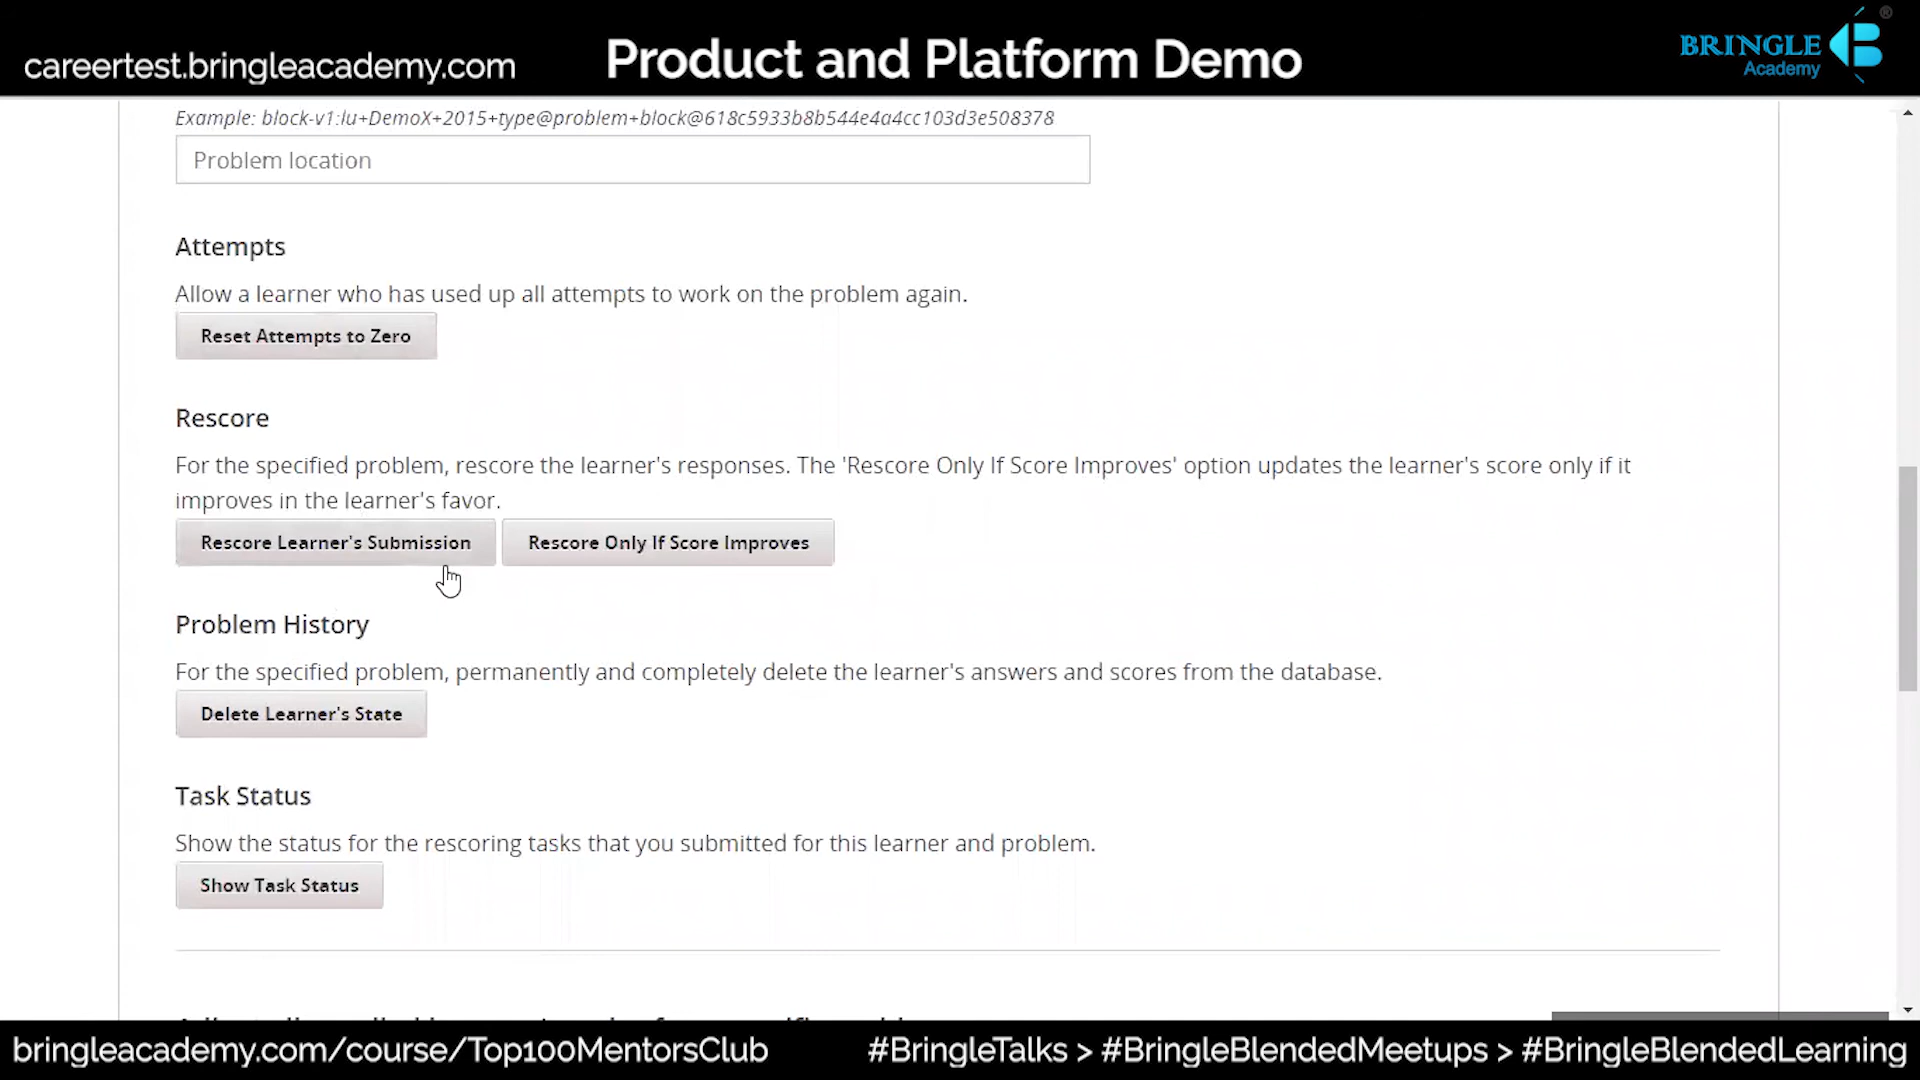 careertest.bringleacademy.com
Product and Platform Demo
BRINGLE
Academy
®
Example: block-v1:lu+DemoX+2015+type@problem+block@618c5933b8b544e4a4cc103d3e508378
Problem location
Attempts
Allow a learner who has used up all attempts to work on the problem again.
Reset Attempts to Zero
Rescore
For the specified problem, rescore the learner's responses. The 'Rescore Only If Score Improves' option updates the learner's score only if it
improves in the learner's favor.
Rescore Learner's Submission
Rescore Only If Score Improves
Problem History
For the specified problem, permanently and completely delete the learner's answers and scores from the database.
Delete Learner's State
Task Status
Show the status for the rescoring tasks that you submitted for this learner and problem.
Show Task Status
bringleacademy.com/course/Top100MentorsClub
#BringleTalks > #BringleBlendedMeetups > #BringleBlendedLearning